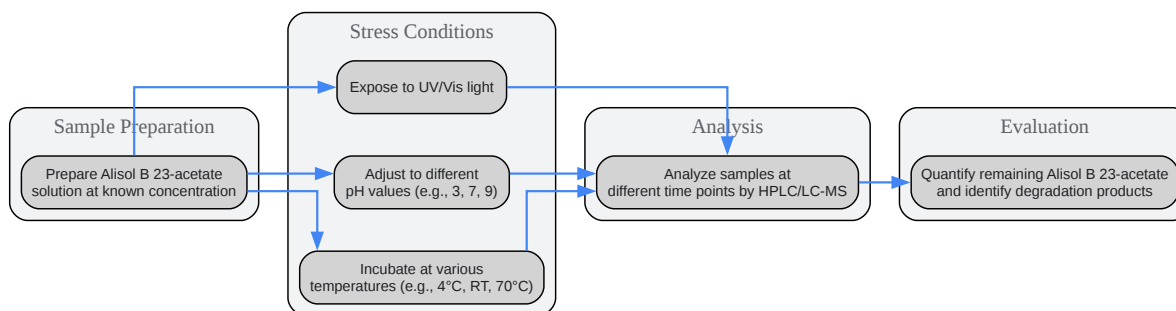 Sample Preparation
Prepare Alisol B 23-acetate
solution at known concentration
Stress Conditions
Expose to UV/Vis light
Adjust to different
pH values (e.g., 3, 7, 9)
Incubate at various
temperatures (e.g., 4°C, RT, 70°C)
Analysis
Analyze samples at
different time points by HPLC/LC-MS
Evaluation
Quantify remaining Alisol B 23-acetate
and identify degradation products